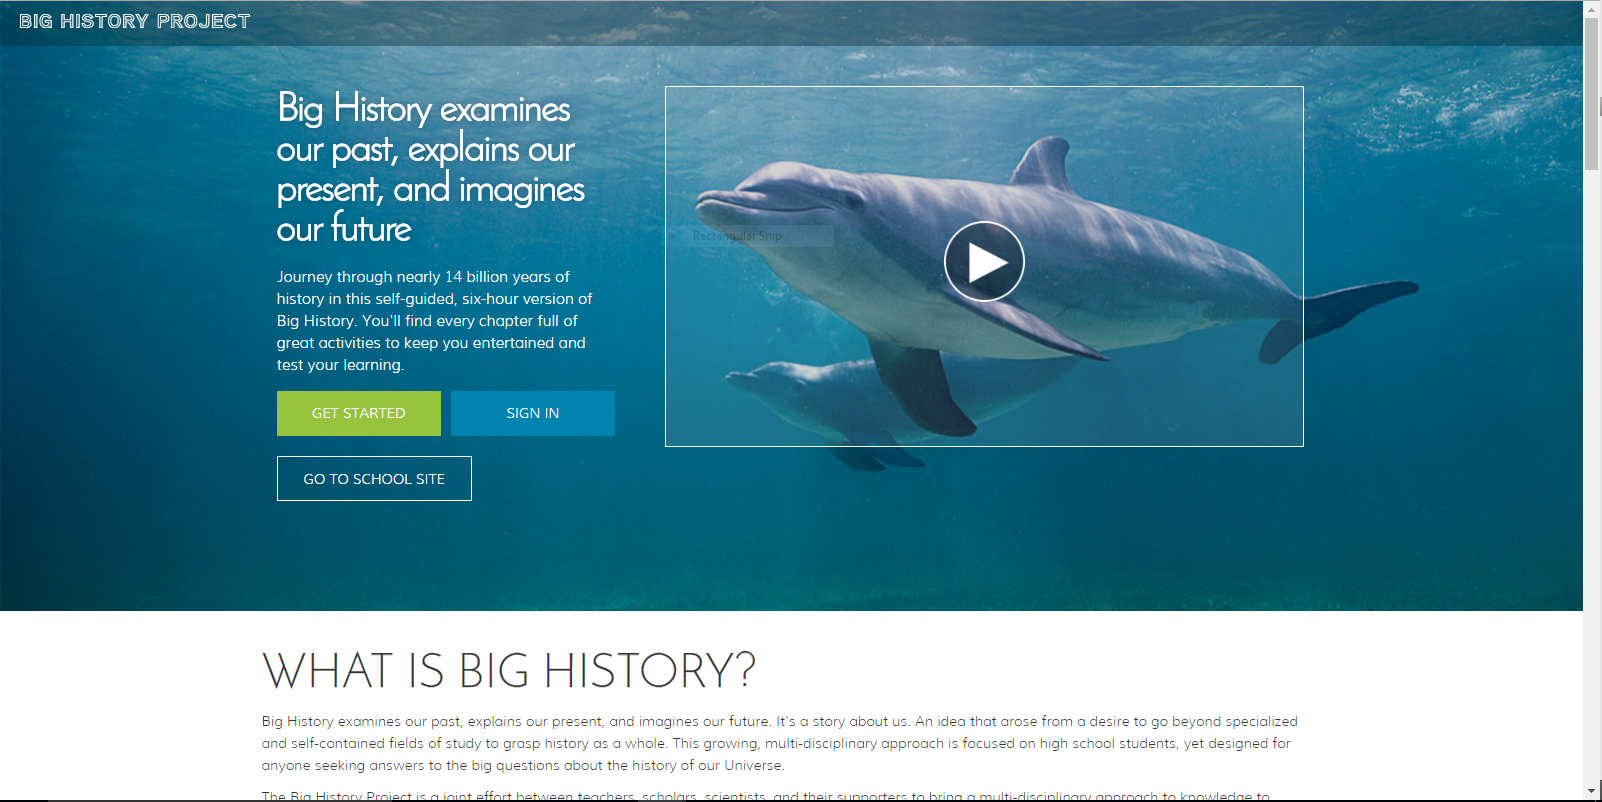 BIG HISTORY PROJECT
Big History examines
our past, explains our
present, and imagines
our future
Journey through nearly 14 billion years of
history in this self-guided, six-hour version of
Big History. You'll find every chapter full of
great activities to keep you entertained and
test your learning.
GET STARTED
SIGN IN
GO TO SCHOOL SITE
Rectangular Snip
WHAT IS BIG HISTORY?
Big History examines our past, explains our present, and imagines our future. It's a story about us. An idea that arose from a desire to go beyond specialized
and self-contained fields of study to grasp history as a whole. This growing, multi-disciplinary approach is focused on high school students, yet designed for
anyone seeking answers to the big questions about the history of our Universe.
The Big History Project is a joint effort between teachers, scholars, scientists, and their supporters to bring a multi-disciplinary approach to knowledge to